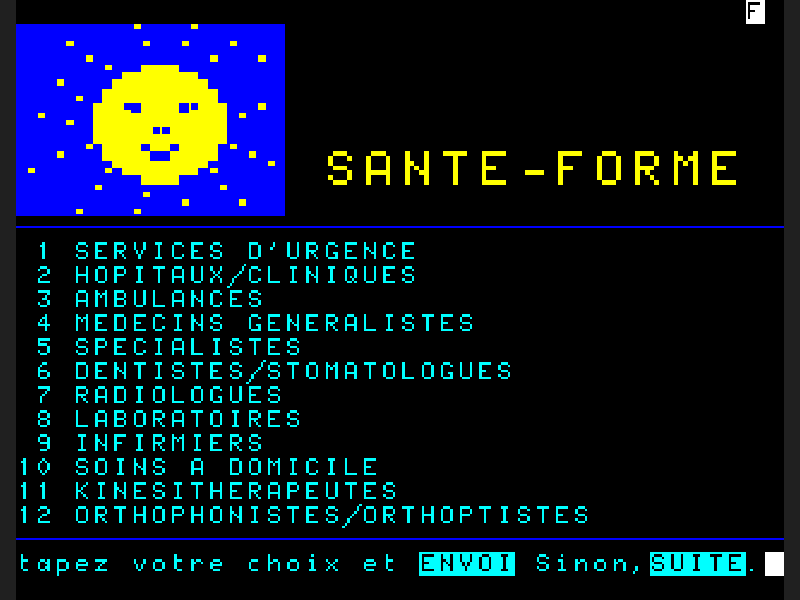 F
SANTE-FORME
1 SERVICES D'URGENCE
2 HOPITAUX/CLINIQUES
3 AMBULANCES
4 MEDECINS GENERALISTES
5 SPECIALISTES
6 DENTISTES/STOMATOLOGUES
7 RADIOLOGUES
8 LABORATOIRES
9 INFIRMIERS
10 SOINS A DOMICILE
11 KINESITHERAPEUTES
12 ORTHOPHONISTES/ORTHOPTISTES
tapez votre choix et ENVOI Sinon, SUITE.